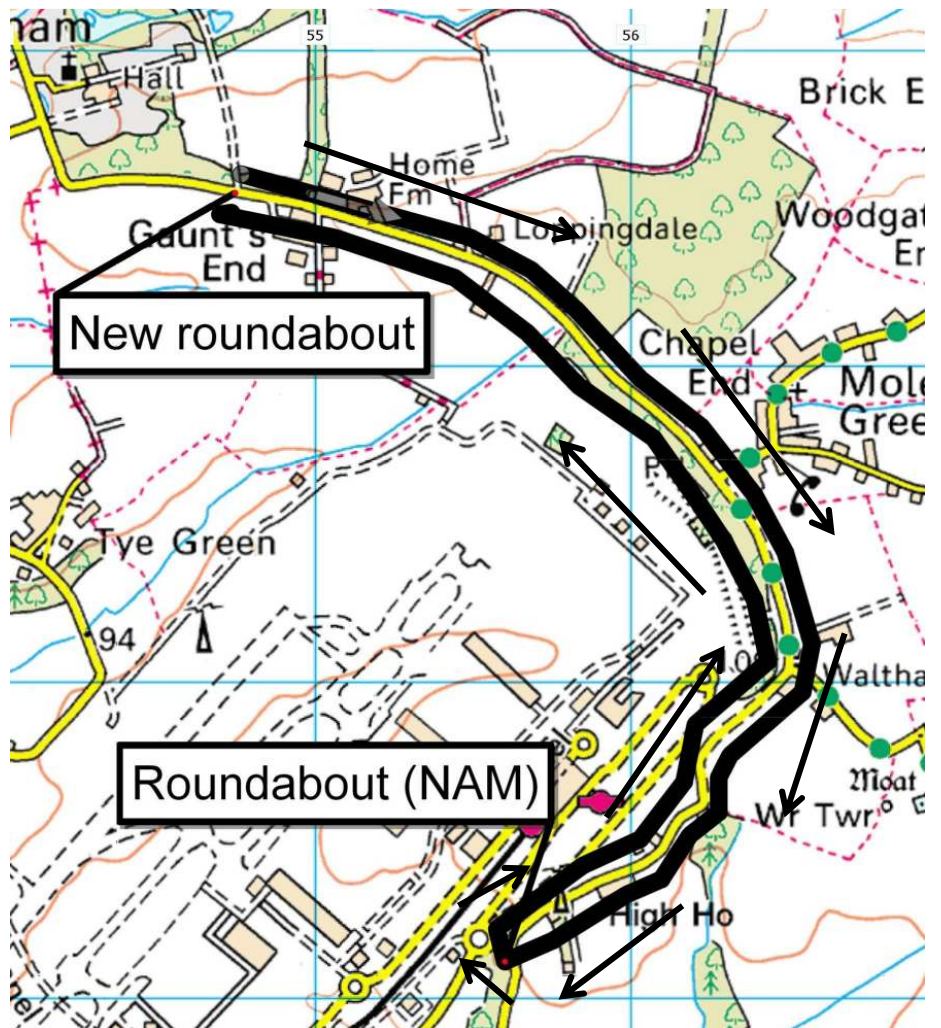 55
56
nam
Hall
Brick E
Home
Fm
Loppingdale
Woodgat
Er
Gaunt's
End
New roundabout
Chapel
End
Mole
Gree
Tye Green
94
Waltha
Roundabout (NAM)
Moat
Wr Twr
High Ho